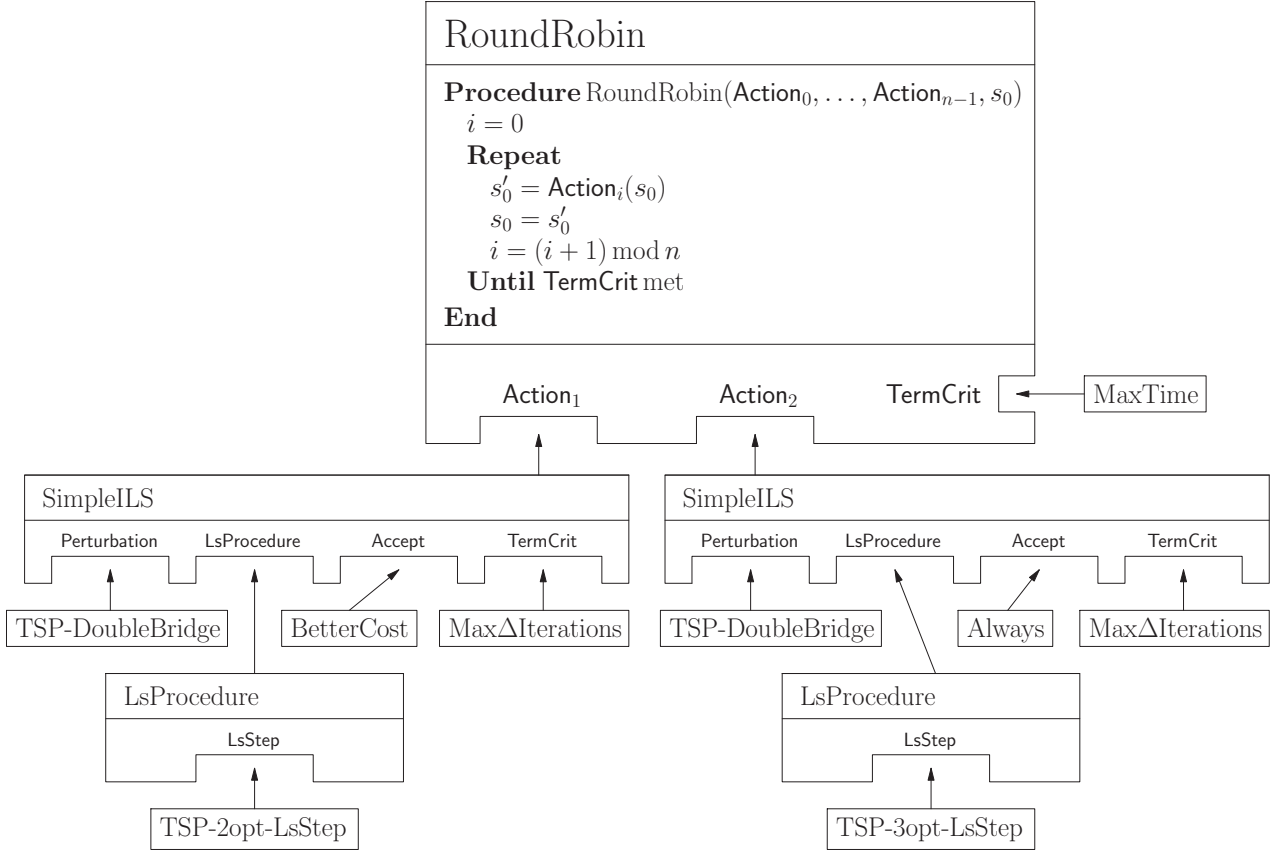 RoundRobin
Procedure RoundRobin(Action₀, . . . , Actionₙ₋₁, s₀)
i = 0
Repeat
s′₀ = Actionᵢ(s₀)
s₀ = s′₀
i = (i + 1) mod n
Until TermCrit met
End
Action₁ Action₂ TermCrit MaxTime
SimpleILS SimpleILS
Perturbation LsProcedure Accept TermCrit Perturbation LsProcedure Accept TermCrit
TSP-DoubleBridge BetterCost MaxΔIterations TSP-DoubleBridge Always MaxΔIterations
LsProcedure LsProcedure
LsStep LsStep
TSP-2opt-LsStep TSP-3opt-LsStep